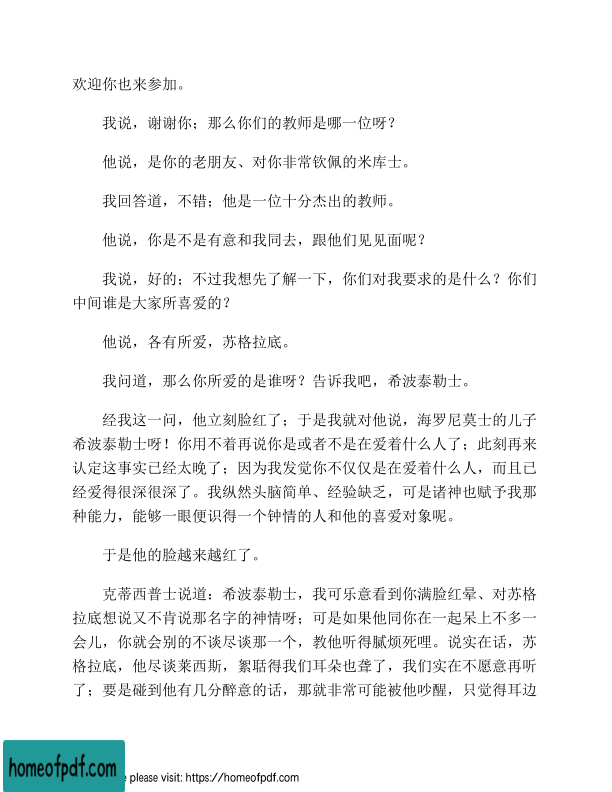 欢迎你也来参加。
我说，谢谢你；那么你们的教师是哪一位呀？
他说，是你的老朋友、对你非常钦佩的米库士。
我回答道，不错；他是一位十分杰出的教师。
他说，你是不是有意和我同去，跟他们见见面呢？
我说，好的；不过我想先了解一下，你们对我要求的是什么？你们
中间谁是大家所喜爱的？
他说，各有所爱，苏格拉底。
我问道，那么你所爱的是谁呀？告诉我吧，希波泰勒士。
经我这一问，他立刻脸红了；于是我就对他说，海罗尼莫士的儿子
希波泰勒士呀！你用不着再说你是或者不是在爱着什么人了；此刻再来
认定这事实已经太晚了；因为我发觉你不仅仅是在爱着什么人，而且已
经爱得很深很深了。我纵然头脑简单、经验缺乏，可是诸神也赋予我那
种能力，能够一眼便识得一个钟情的人和他的喜爱对象呢。
于是他的脸越来越红了。
克蒂西普士说道：希波泰勒士，我可乐意看到你满脸红晕、对苏格
拉底想说又不肯说那名字的神情呀；可是如果他同你在一起呆上不多一
会儿，你就会别的不谈尽谈那一个，教他听得腻烦死哩。说实在话，苏
格拉底，他尽谈莱西斯，絮聒得我们耳朵也聋了，我们实在不愿意再听
了；要是碰到他有几分醉意的话，那就非常可能被他吵醒，只觉得耳边
homeofpdf.com
e please visit: https://homeofpdf.com